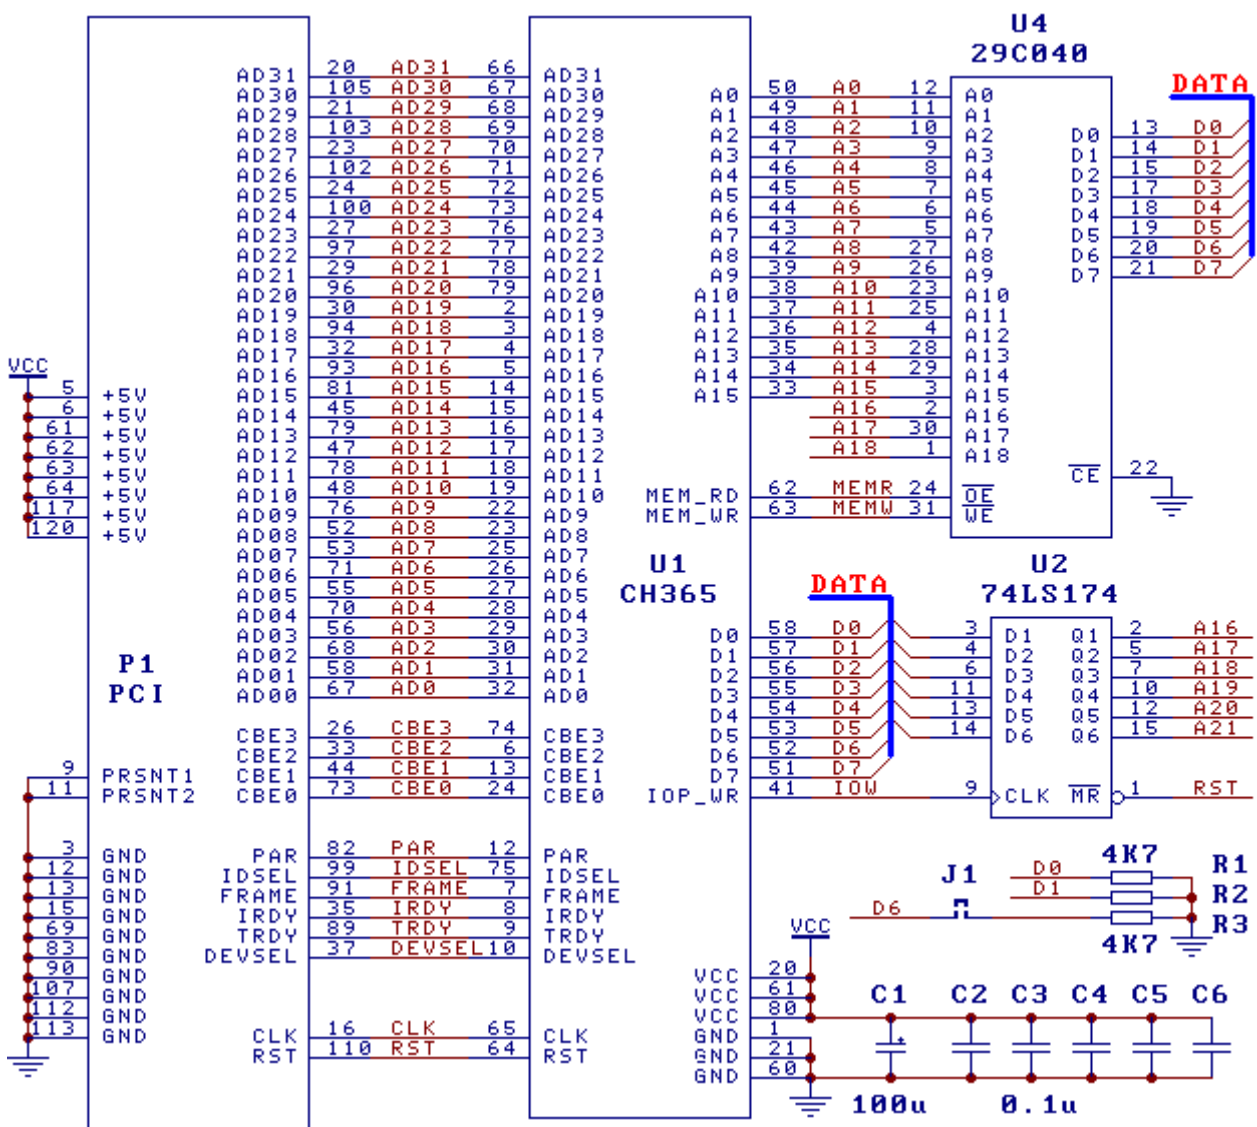 U4
29C040
DATA
AD31 20 AD31 66 AD31
AD30 105 AD30 67 AD30 A0 50 A0 12 A0
AD29 21 AD29 68 AD29 A1 49 A1 11 A1
AD28 103 AD28 69 AD28 A2 48 A2 10 A2 D0 13 D0
AD27 23 AD27 70 AD27 A3 47 A3 9 A3 D1 14 D1
AD26 102 AD26 71 AD26 A4 46 A4 8 A4 D2 15 D2
AD25 24 AD25 72 AD25 A5 45 A5 7 A5 D3 17 D3
AD24 100 AD24 73 AD24 A6 44 A6 6 A6 D4 18 D4
AD23 27 AD23 76 AD23 A7 43 A7 5 A7 D5 19 D5
AD22 97 AD22 77 AD22 A8 42 A8 27 A8 D6 20 D6
AD21 29 AD21 78 AD21 A9 39 A9 26 A9 D7 21 D7
AD20 96 AD20 79 AD20 A10 38 A10 23 A10
AD19 30 AD19 2 AD19 A11 37 A11 25 A11
AD18 94 AD18 3 AD18 A12 36 A12 4 A12
AD17 32 AD17 4 AD17 A13 35 A13 28 A13
VCC AD16 93 AD16 5 AD16 A14 34 A14 29 A14
5 +5V AD15 81 AD15 14 AD15 A15 33 A15 3 A15
6 +5V AD14 45 AD14 15 AD14 A16 2 A16
61 +5V AD13 79 AD13 16 AD13 A17 30 A17
62 +5V AD12 47 AD12 17 AD12 A18 1 A18
63 +5V AD11 78 AD11 18 AD11 CE 22
64 +5V AD10 48 AD10 19 AD10 MEM_RD 62 MEMR 24 OE
117 +5V AD09 76 AD9 22 AD9 MEM_WR 63 MEMW 31 WE
120 +5V AD08 52 AD8 23 AD8
AD07 53 AD7 25 AD7
U1
CH365
U2
74LS174
DATA
AD06 71 AD6 26 AD6
AD05 55 AD5 27 AD5
AD04 70 AD4 28 AD4
AD03 56 AD3 29 AD3 D0 58 D0 3 D1 Q1 2 A16
AD02 68 AD2 30 AD2 D1 57 D1 4 D2 Q2 5 A17
AD01 58 AD1 31 AD1 D2 56 D2 6 D3 Q3 7 A18
AD00 67 AD0 32 AD0 D3 55 D3 11 D4 Q4 10 A19
P1
PCI
D4 54 D4 13 D5 Q5 12 A20
CBE3 26 CBE3 74 CBE3 D5 53 D5 14 D6 Q6 15 A21
CBE2 33 CBE2 6 CBE2 D6 52 D6
9 PRSNT1 CBE1 44 CBE1 13 CBE1 D7 51 D7
11 PRSNT2 CBE0 73 CBE0 24 CBE0 IOP_WR 41 IOW 9 CLK MR 1 RST
3 GND PAR 82 PAR 12 PAR
12 GND IDSEL 99 IDSEL 75 IDSEL
13 GND FRAME 91 FRAME 7 FRAME
15 GND IRDY 35 IRDY 8 IRDY
69 GND TRDY 89 TRDY 9 TRDY
83 GND DEVSEL 37 DEVSEL 10 DEVSEL
90 GND
107 GND
112 GND
113 GND CLK 16 CLK 65 CLK
RST 110 RST 64 RST
4K7
D0 R1
J1 D1 R2
D6 R3
4K7
VCC
VCC 20
VCC 61
VCC 80
GND 1
GND 21
GND 60
C1 C2 C3 C4 C5 C6
100u 0.1u